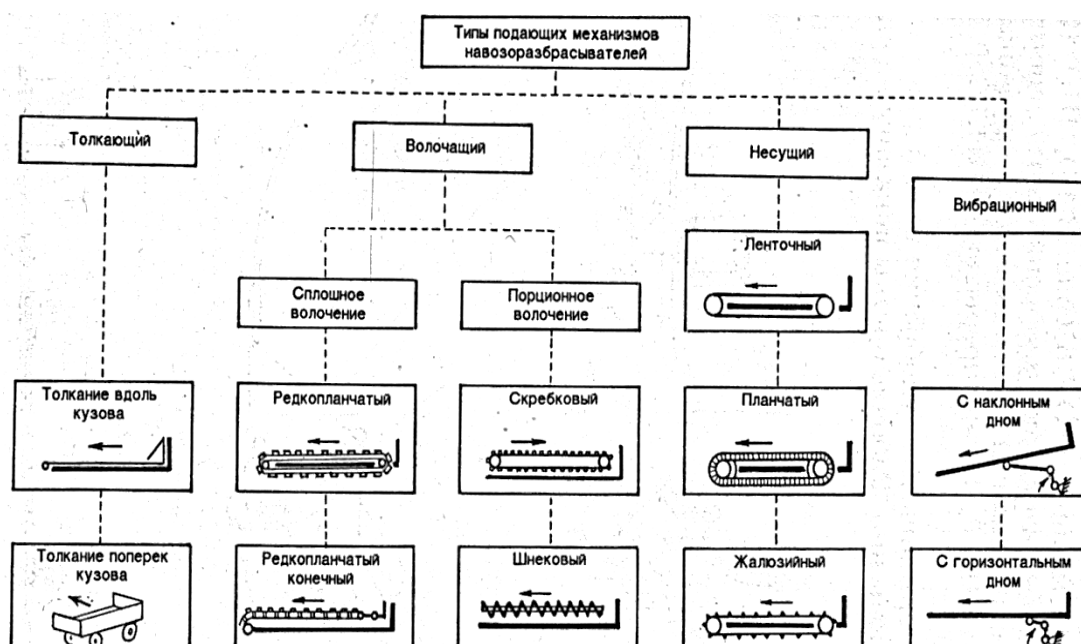 Типы подающих механизмов
навозоразбрасывателей
Толкающий
Волочащий
Несущий
Вибрационный
Ленточный
Сплошное
волочение
Порционное
волочение
Толкание вдоль
кузова
Редкопланчатый
Скребковый
Планчатый
С наклонным
дном
Толкание поперек
кузова
Редкопланчатый
конечный
Шнековый
Жалюзийный
С горизонтальным
дном